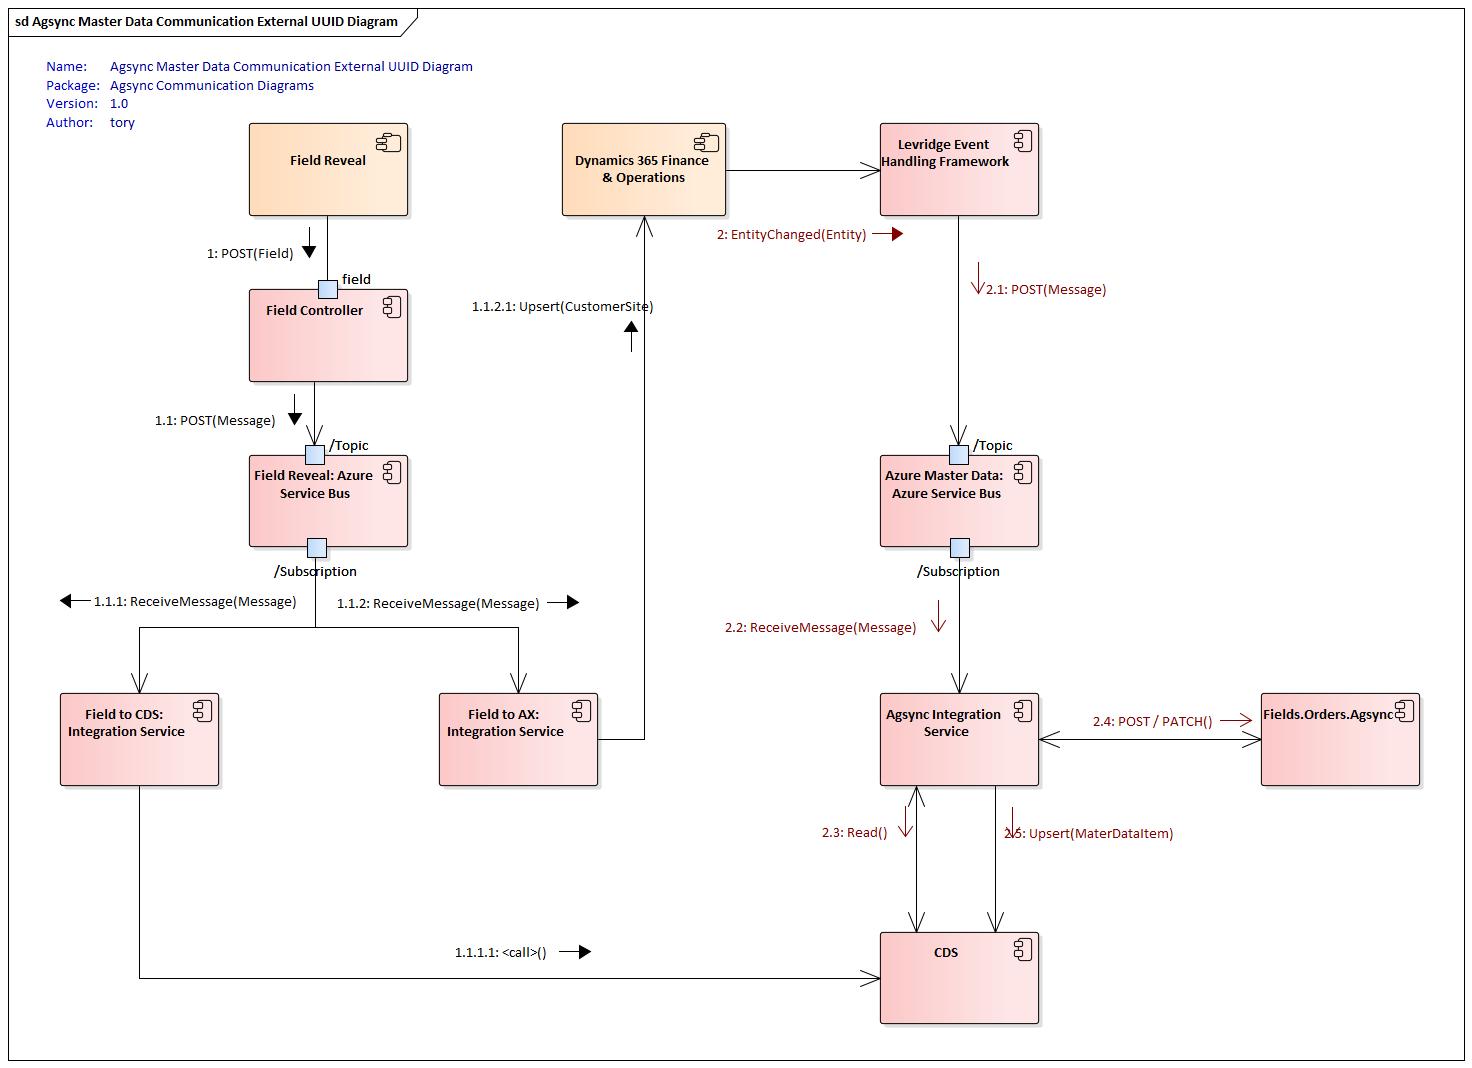 sd Agsync Master Data Communication External UUID Diagram
Name: Agsync Master Data Communication External UUID Diagram
Package: Agsync Communication Diagrams
Version: 1.0
Author: tory
Field Reveal
Dynamics 365 Finance
& Operations
Levridge Event
Handling Framework
1: POST(Field)
2: EntityChanged(Entity)
field
Field Controller
1.1.2.1: Upsert(CustomerSite)
2.1: POST(Message)
1.1: POST(Message)
/Topic
Field Reveal: Azure
Service Bus
/Topic
Azure Master Data:
Azure Service Bus
/Subscription
/Subscription
1.1.1: ReceiveMessage(Message)
1.1.2: ReceiveMessage(Message)
2.2: ReceiveMessage(Message)
Field to CDS:
Integration Service
Field to AX:
Integration Service
Agsync Integration
Service
2.4: POST / PATCH()
Fields.Orders.Agsync
2.3: Read()
2.5: Upsert(MaterDataItem)
1.1.1.1: <call>()
CDS